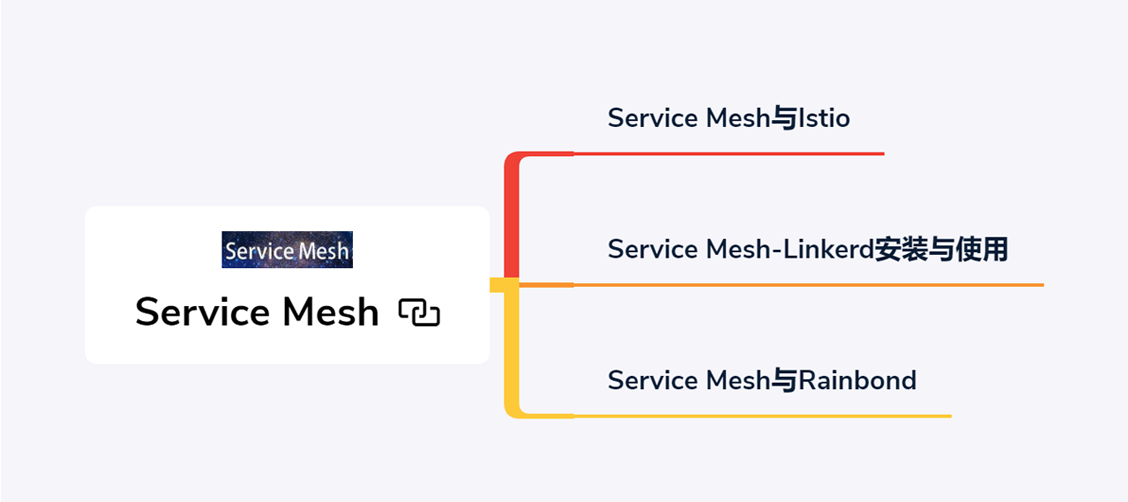 Service Mesh与Istio
Service Mesh
Service Mesh-Linkerd安装与使用
Service Mesh
Service Mesh与Rainbond